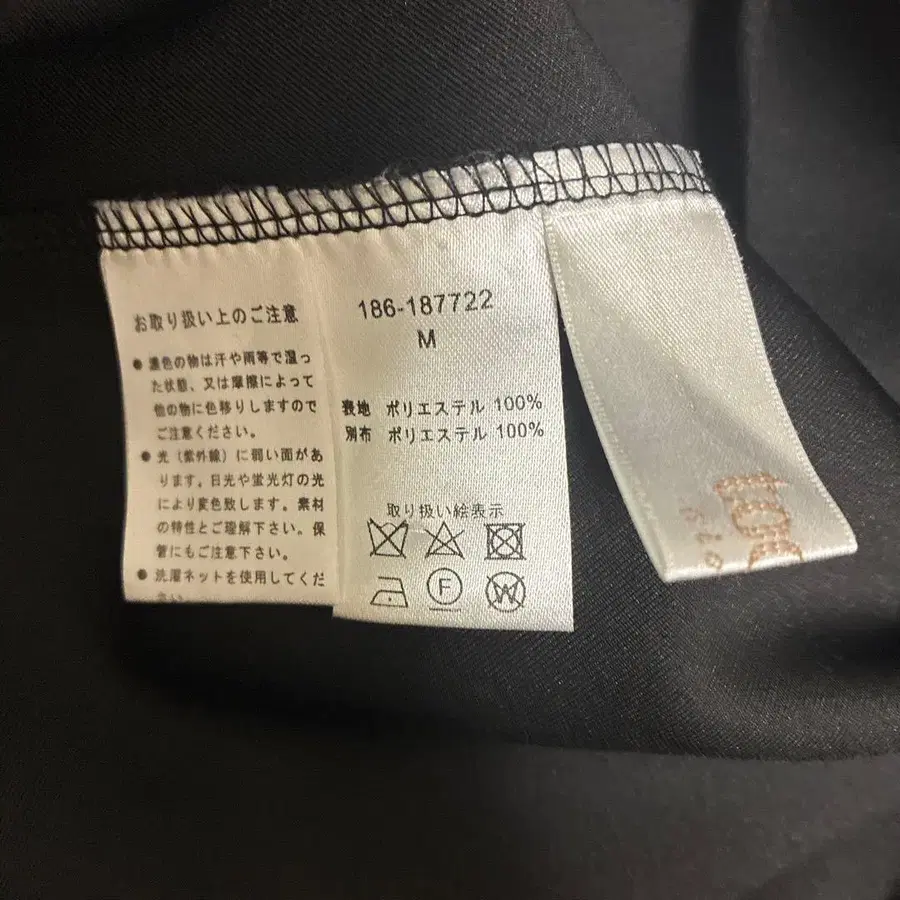 お取り扱い上のご注意
● 濃色の物は汗や雨等で湿っ
た状態、又は摩擦によって
他の物に色移りしますので
ご注意ください。
● 光(紫外線)に弱い面があ
ります。日光や蛍光灯の光
により変色致します。素材
の特性とご理解下さい。保
管にもご注意下さい。
● 洗濯ネットを使用してくだ
186-187722
M
表地 ポリエステル 100%
別布 ポリエステル 100%
取り扱い絵表示
F
W